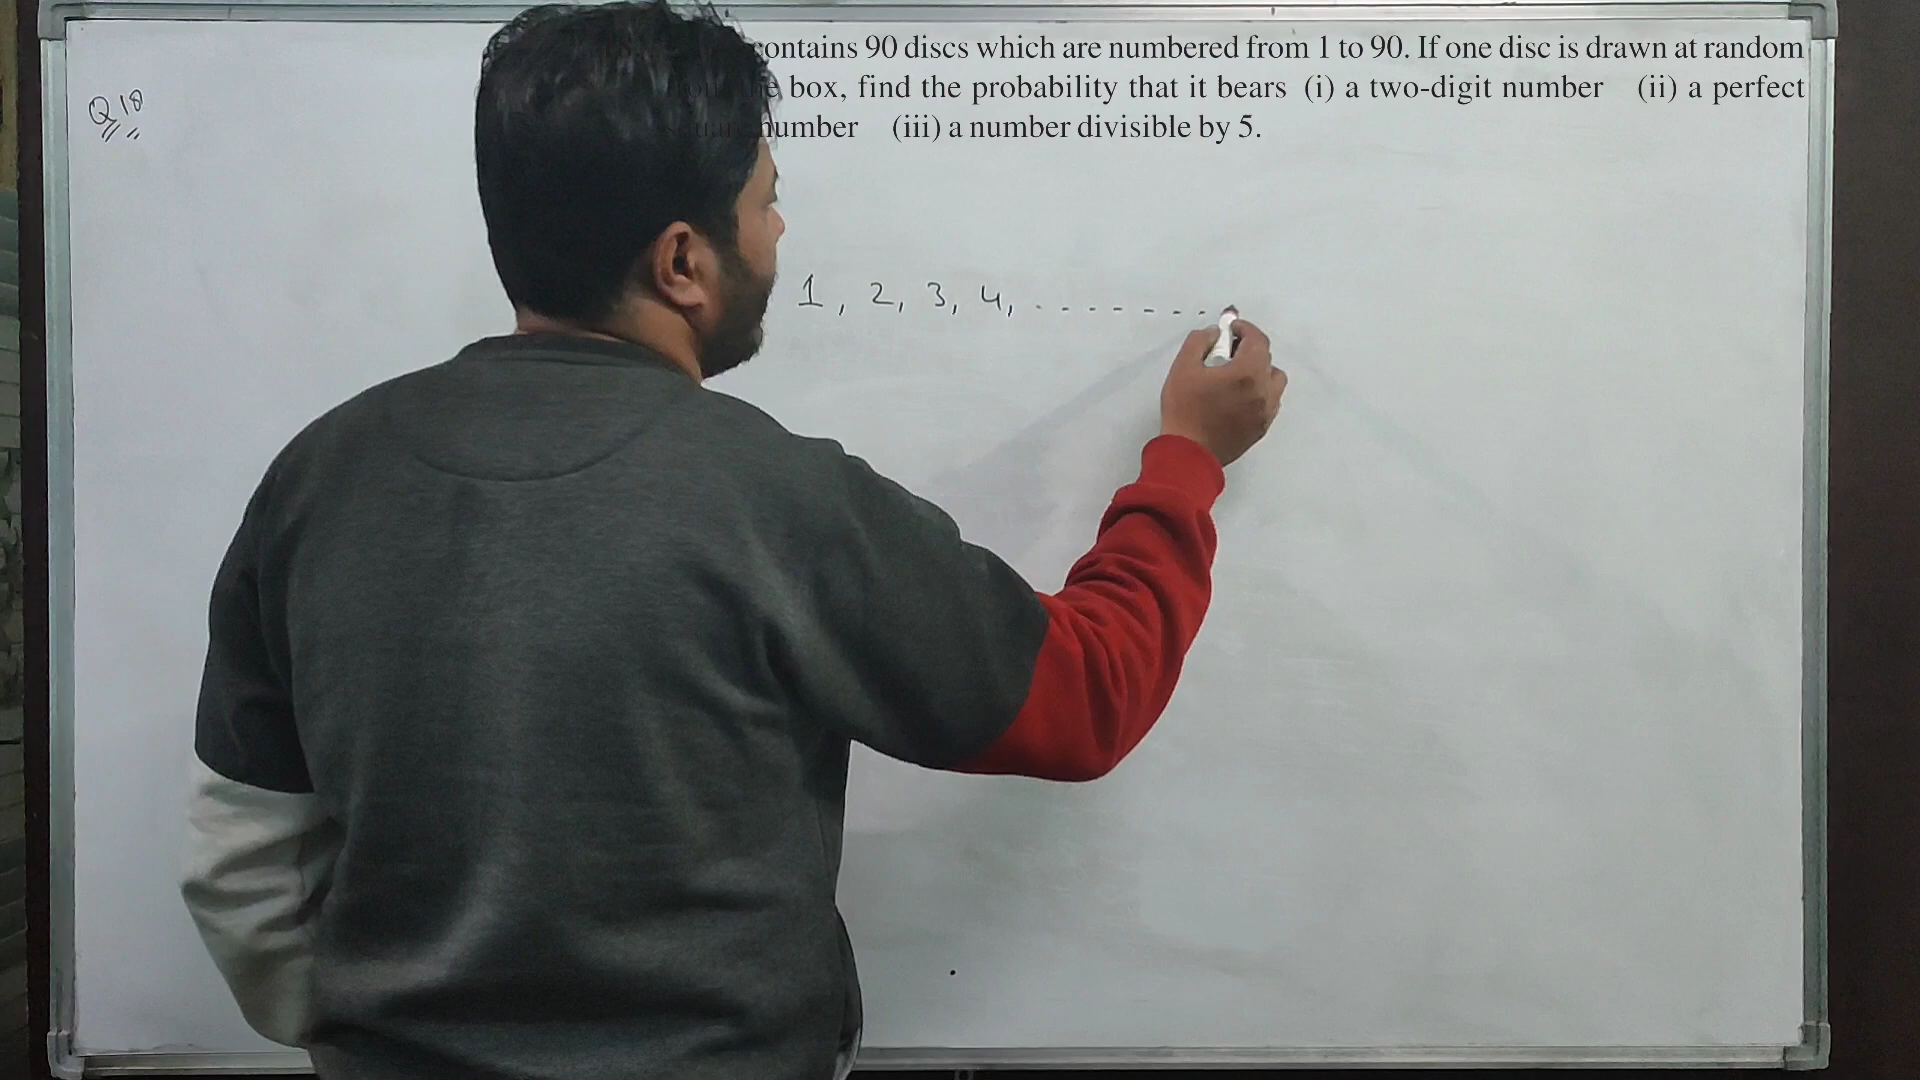 contains 90 discs which are numbered from 1 to 90. If one disc is drawn at random
box, find the probability that it bears (i) a two-digit number (ii) a perfect
number (iii) a number divisible by 5.
Q 18
1, 2, 3, 4, . . . . . . .